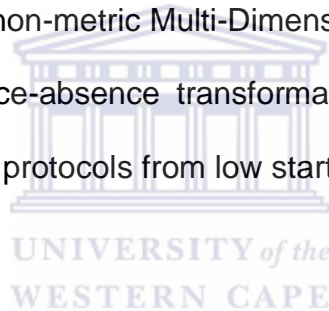 non-metric Multi-Dimens
ce-absence transforma
protocols from low start
UNIVERSITY of the
WESTERN CAPE